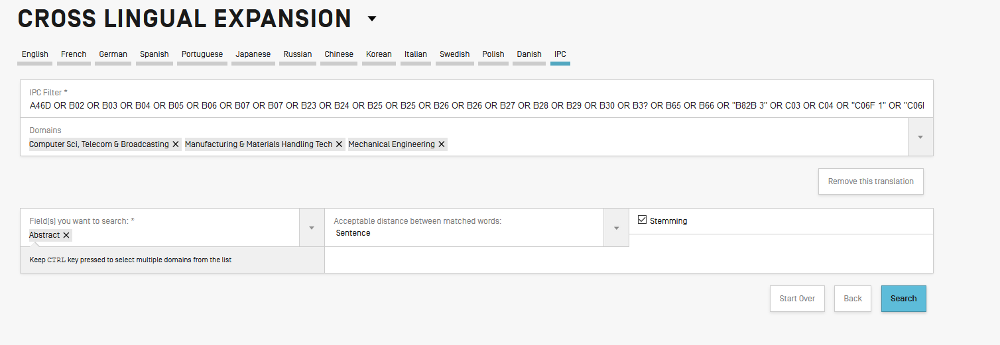 CROSS LINGUAL EXPANSION
English French German Spanish Portuguese Japanese Russian Chinese Korean Italian Swedish Polish Danish IPC
IPC Filter *
A46D OR B02 OR B03 OR B04 OR B05 OR B06 OR B07 OR B07 OR B23 OR B24 OR B25 OR B25 OR B26 OR B26 OR B27 OR B28 OR B29 OR B30 OR B3? OR B65 OR B66 OR "B82B 3" OR C03 OR C04 OR "C06F 1" OR
Domains
Computer Sci, Telecom & Broadcasting Manufacturing & Materials Handling Tech Mechanical Engineering
Remove this translation
Field(s) you want to search: * Acceptable distance between matched words: Stemming
Abstract Sentence
Keep CTRL key pressed to select multiple domains from the list
Start Over Back Search